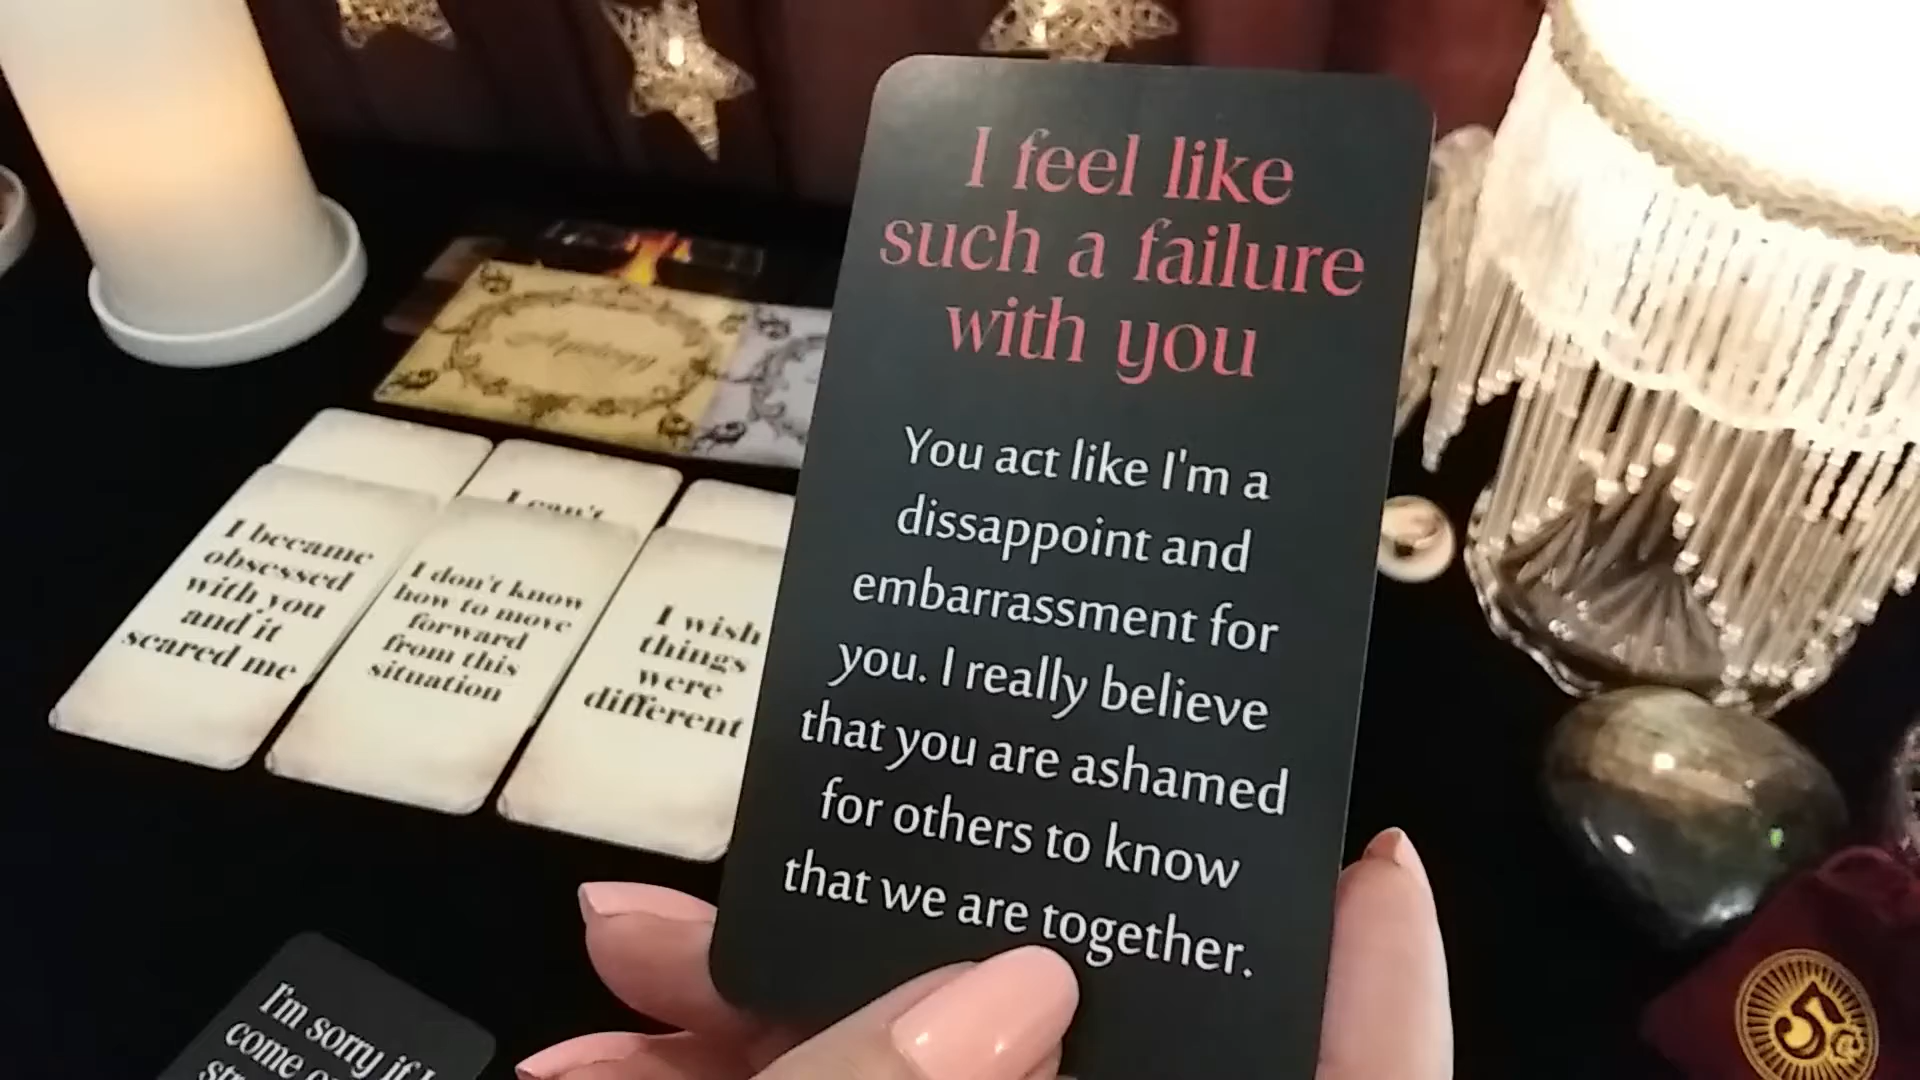 I feel like
such a failure
with you
You act like I'm a
dissappoint and
embarrassment for
you. I really believe
that you are ashamed
for others to know
that we are together.
Apology
I can't
I became
obsessed
with you
and it
scared me
I don't know
how to move
forward
from this
situation
I wish
things
were
different
I'm sorry if I
come